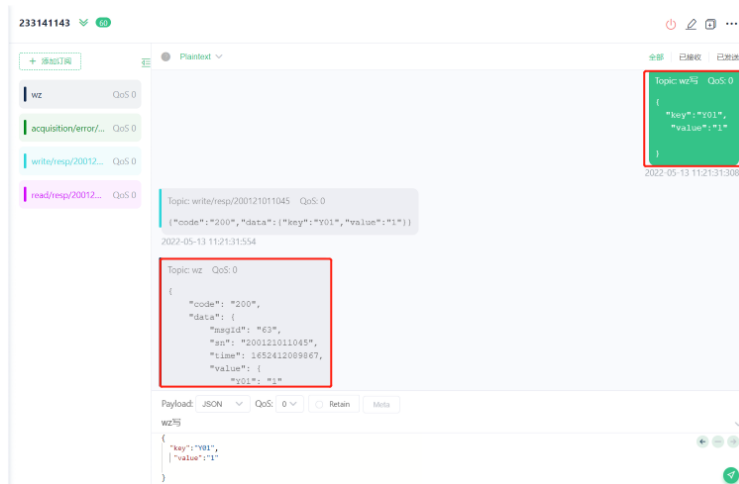 233141143 60
+ 添加订阅
Plaintext
全部 已接收 已发送
wz QoS 0
acquisition/error/... QoS 0
write/resp/20012... QoS 0
read/resp/20012... QoS 0
Topic: wz写 QoS: 0
{
"key":"Y01",
"value":"1"
}
2022-05-13 11:21:31:308
Topic: write/resp/200121011045 QoS: 0
{"code":"200","data":{"key":"Y01","value":"1"}}
2022-05-13 11:21:31:554
Topic: wz QoS: 0
{
"code": "200",
"data": {
"msgId": "63",
"sn": "200121011045",
"time": 1652412089867,
"value": {
"Y01": "1"
Payload: JSON QoS: 0 Retain Meta
wz写
{
"key":"Y01",
"value":"1"
}